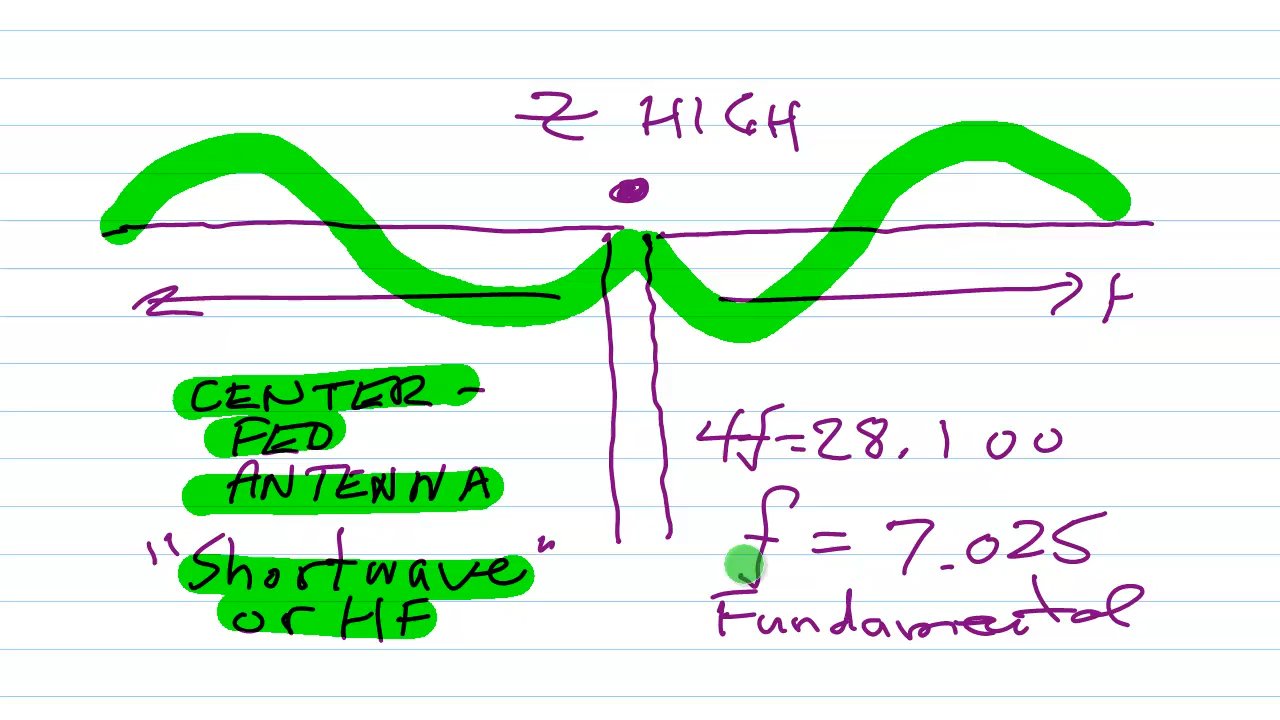 Z HIGH
Z
f
CENTER-
FED
ANTENNA
"Shortwave"
or HF
4f=28.100
f = 7.025
Fundamental